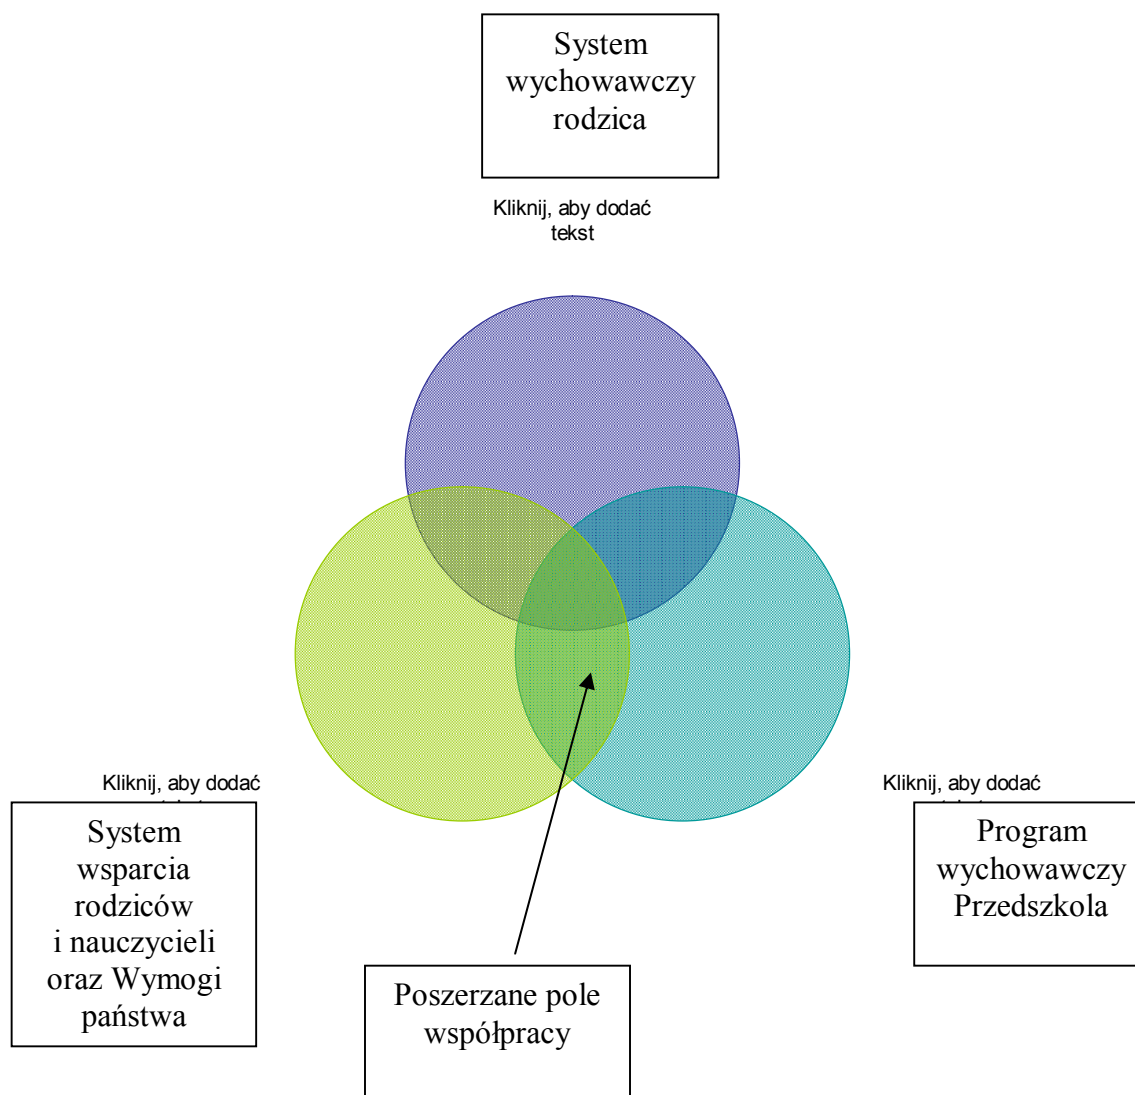 System
wychowawczy
rodzica
Kliknij, aby dodać
tekst
Kliknij, aby dodać
System
wsparcia
rodziców
i nauczycieli
oraz Wymogi
państwa
Kliknij, aby dodać
Program
wychowawczy
Przedszkola
Poszerzane pole
współpracy